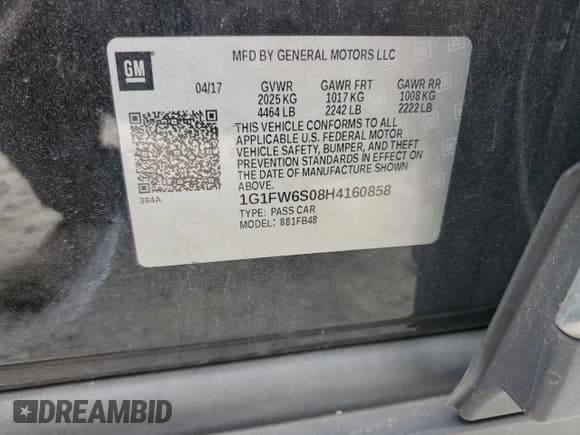 GM
MFD BY GENERAL MOTORS LLC
04/17 GVWR GAWR FRT GAWR RR
2025 KG 1017 KG 1008 KG
4464 LB 2242 LB 2222 LB
THIS VEHICLE CONFORMS TO ALL
APPLICABLE U.S. FEDERAL MOTOR
VEHICLE SAFETY, BUMPER, AND THEFT
PREVENTION STANDARDS IN EFFECT ON
THE DATE OF MANUFACTURE SHOWN
ABOVE.
384A
1G1FW6S08H4160858
TYPE: PASS CAR
MODEL: 881FB48
DREAMBID